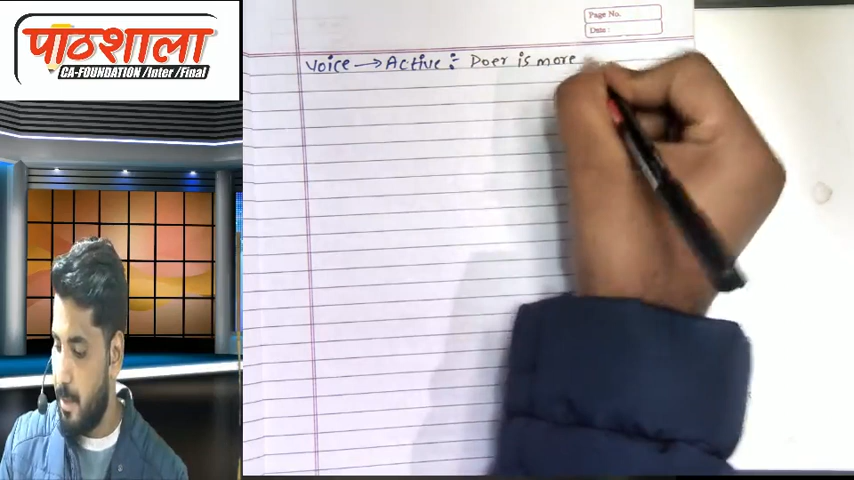 पाठशाला
CA-FOUNDATION/Inter/Final
Page No.
Date :
Voice → Active :- Doer is more